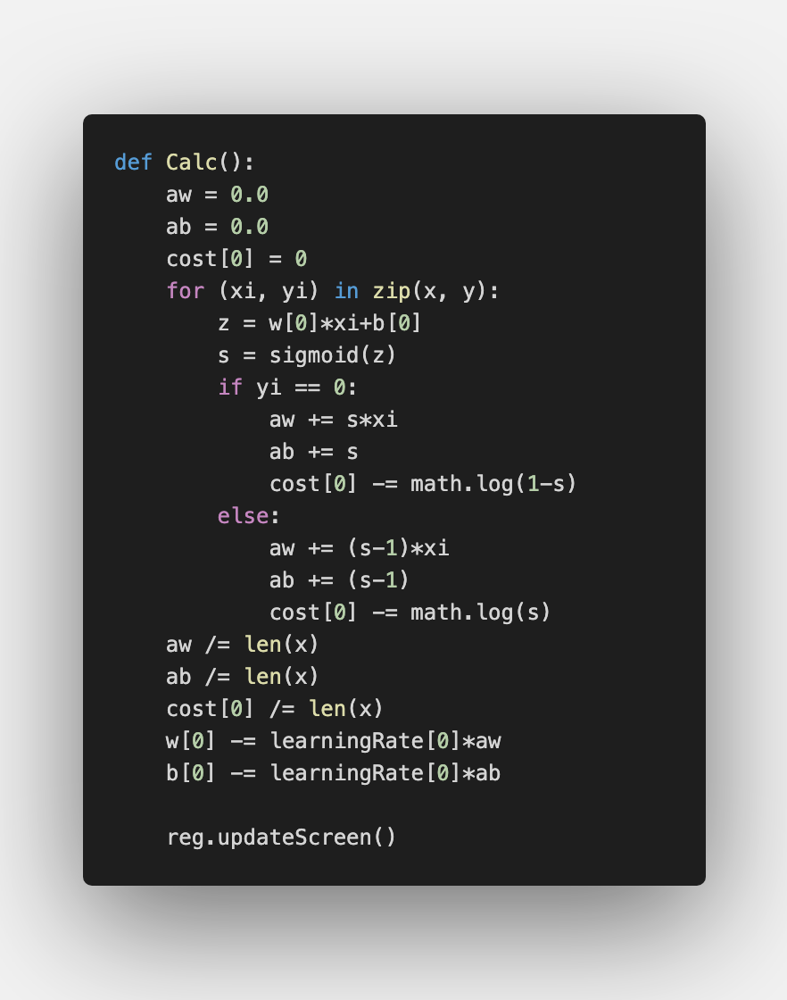 def Calc():
    aw = 0.0
    ab = 0.0
    cost[0] = 0
    for (xi, yi) in zip(x, y):
        z = w[0]*xi+b[0]
        s = sigmoid(z)
        if yi == 0:
            aw += s*xi
            ab += s
            cost[0] -= math.log(1-s)
        else:
            aw += (s-1)*xi
            ab += (s-1)
            cost[0] -= math.log(s)
    aw /= len(x)
    ab /= len(x)
    cost[0] /= len(x)
    w[0] -= learningRate[0]*aw
    b[0] -= learningRate[0]*ab

    reg.updateScreen()